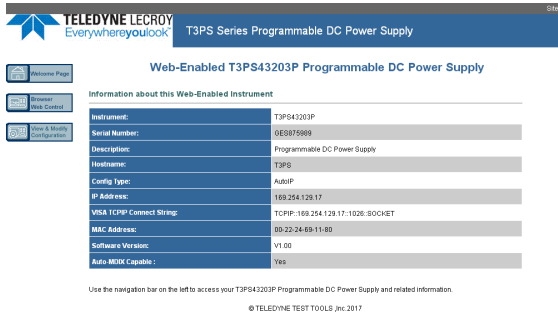 Site
TELEDYNE LECROY
Everywhereyoulook
T3PS Series Programmable DC Power Supply
Welcome Page
Browser
Web Control
View & Modify
Configuration
Web-Enabled T3PS43203P Programmable DC Power Supply
Information about this Web-Enabled Instrument
Instrument: T3PS43203P
Serial Number: GES875989
Description: Programmable DC Power Supply
Hostname: T3PS
Config Type: AutoIP
IP Address: 169.254.129.17
VISA TCPIP Connect String: TCPIP::169.254.129.17::1026::SOCKET
MAC Address: 00-22-24-69-11-80
Software Version: V1.00
Auto-MDIX Capable : Yes
Use the navigation bar on the left to access your T3PS43203P Programmable DC Power Supply and related information.
© TELEDYNE TEST TOOLS ,Inc.2017